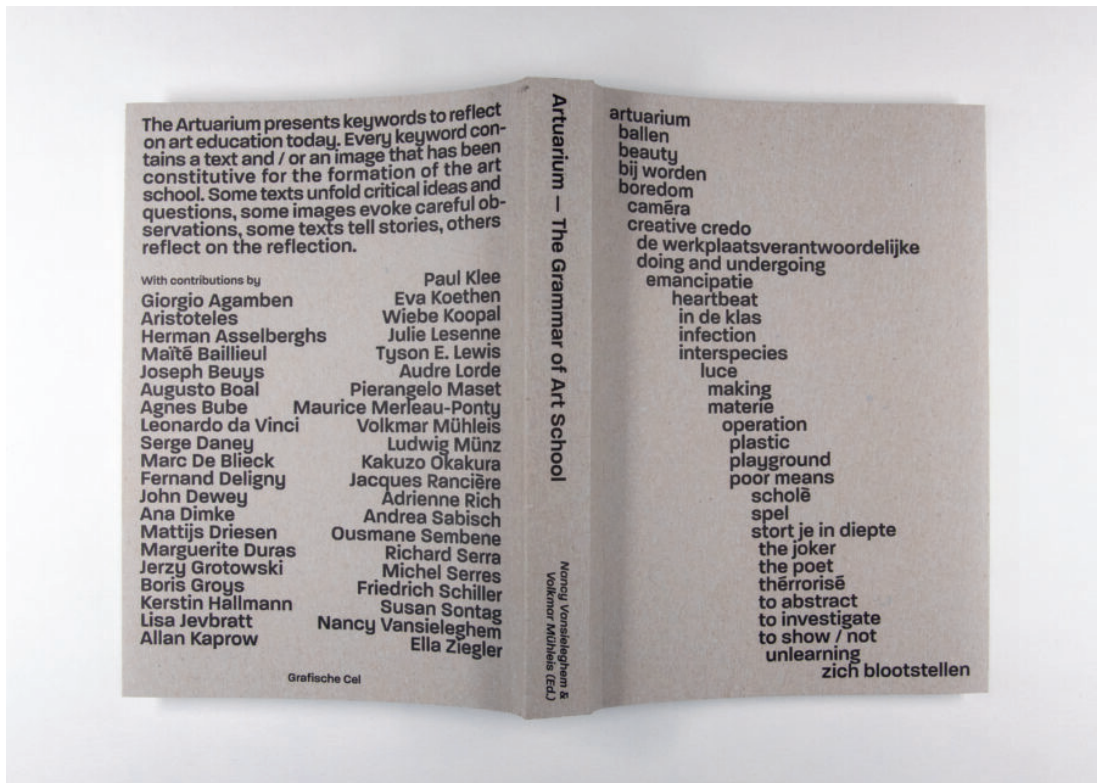 The Artuarium presents keywords to reflect
on art education today. Every keyword con-
tains a text and / or an image that has been
constitutive for the formation of the art
school. Some texts unfold critical ideas and
questions, some images evoke careful ob-
servations, some texts tell stories, others
reflect on the reflection.
With contributions by
Giorgio Agamben
Aristoteles
Herman Asselberghs
Maïté Baillieul
Joseph Beuys
Augusto Boal
Agnes Bube
Leonardo da Vinci
Serge Daney
Marc De Blieck
Fernand Deligny
John Dewey
Ana Dimke
Mattijs Driesen
Marguerite Duras
Jerzy Grotowski
Boris Groys
Kerstin Hallmann
Lisa Jevbratt
Allan Kaprow
Paul Klee
Eva Koethen
Wiebe Koopal
Julie Lesenne
Tyson E. Lewis
Audre Lorde
Pierangelo Maset
Maurice Merleau-Ponty
Volkmar Mühleis
Ludwig Münz
Kakuzo Okakura
Jacques Rancière
Adrienne Rich
Andrea Sabisch
Ousmane Sembene
Richard Serra
Michel Serres
Friedrich Schiller
Susan Sontag
Nancy Vansieleghem
Ella Ziegler
Grafische Cel
Artuarium — The Grammar of Art School
Nancy Vansieleghem &
Volkmar Mühleis (Ed.)
artuarium
ballen
beauty
bij worden
boredom
caméra
creative credo
de werkplaatsverantwoordelijke
doing and undergoing
emancipatie
heartbeat
in de klas
infection
interspecies
luce
making
materie
operation
plastic
playground
poor means
scholè
spel
stort je in diepte
the joker
the poet
thérrorisé
to abstract
to investigate
to show / not
unlearning
zich blootstellen